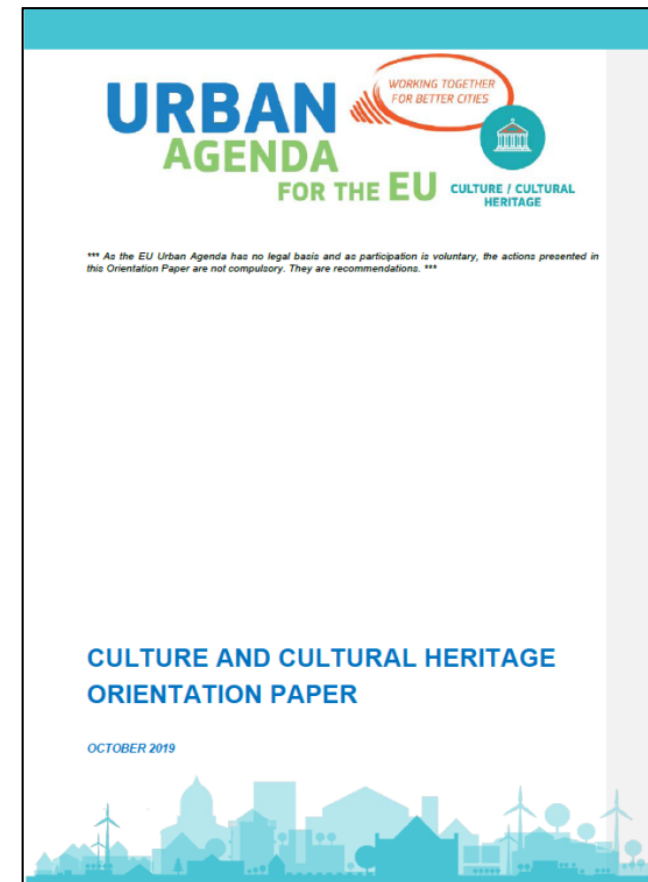 WORKING TOGETHER
FOR BETTER CITIES
URBAN
AGENDA
FOR THE EU
CULTURE / CULTURAL
HERITAGE
*** As the EU Urban Agenda has no legal basis and as participation is voluntary, the actions presented in
this Orientation Paper are not compulsory. They are recommendations. ***
CULTURE AND CULTURAL HERITAGE
ORIENTATION PAPER
OCTOBER 2019